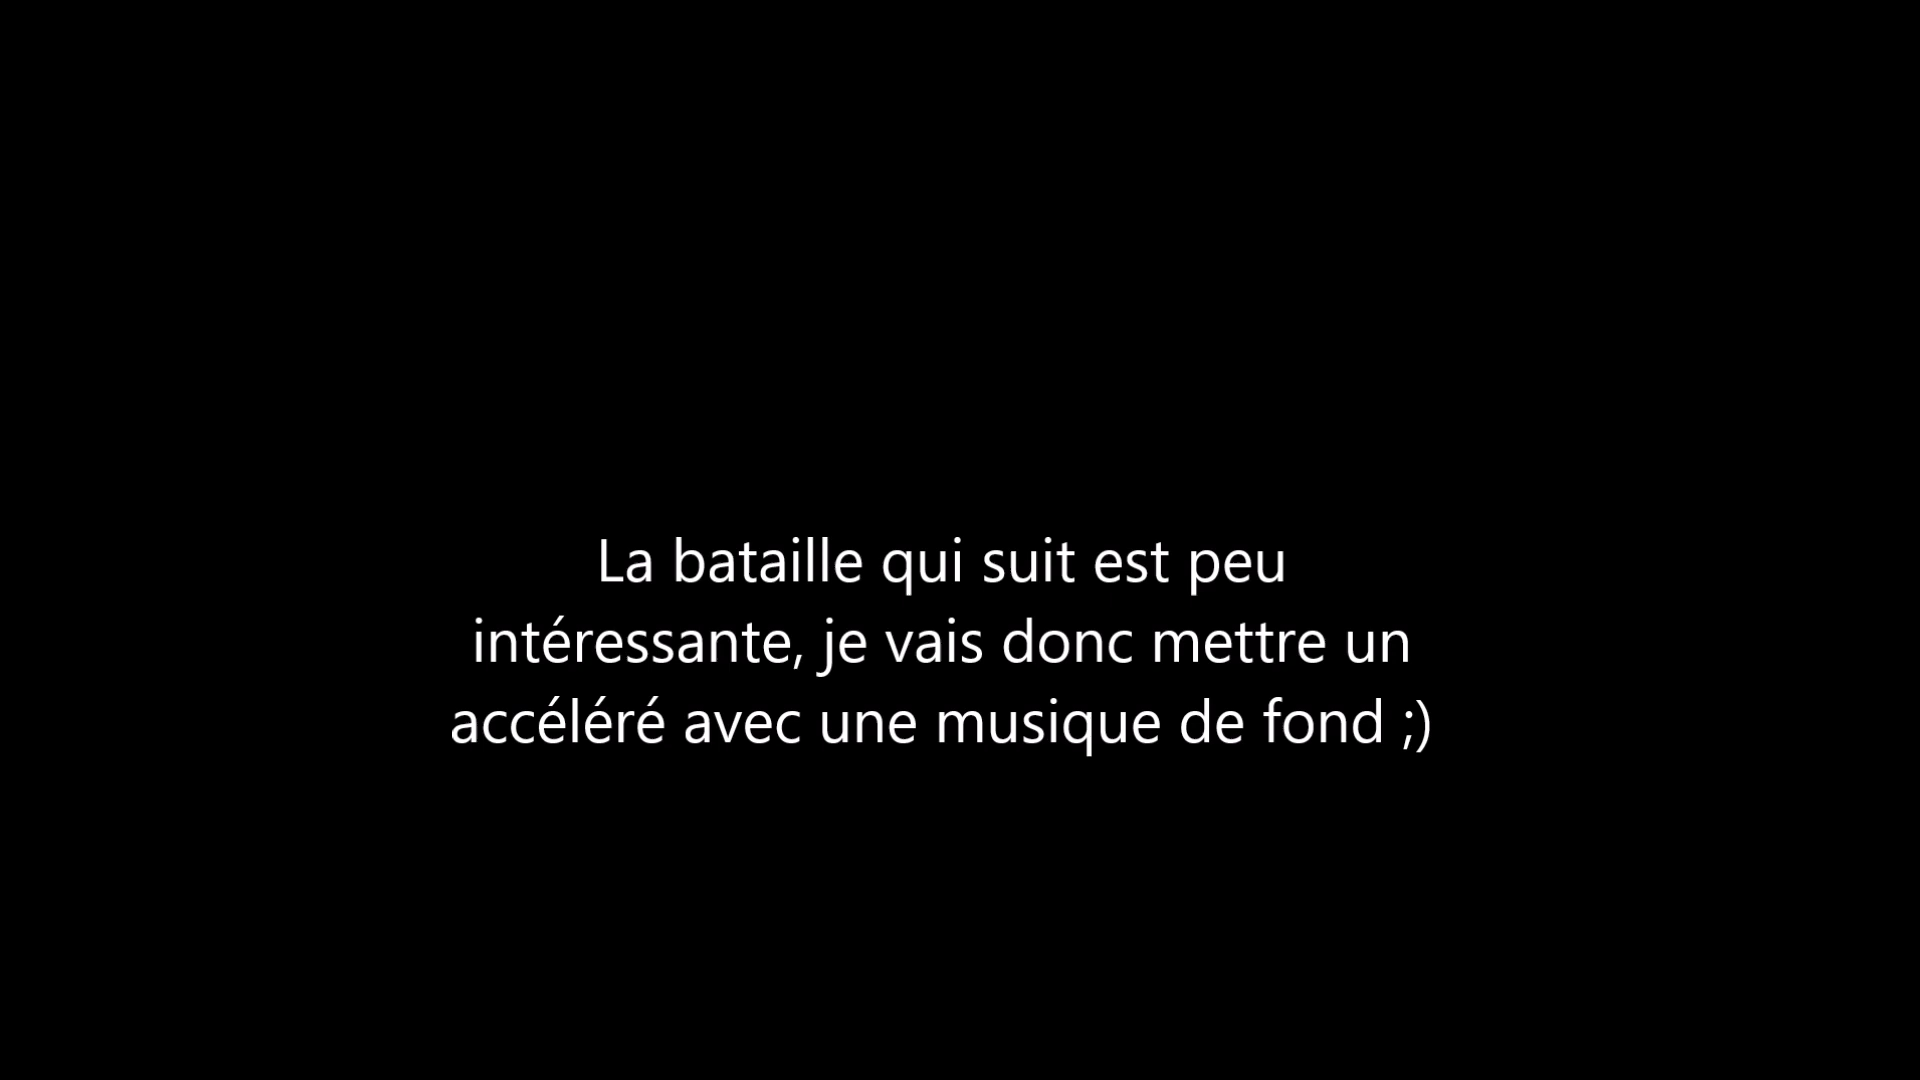 La bataille qui suit est peu
intéressante, je vais donc mettre un
accéléré avec une musique de fond ;)